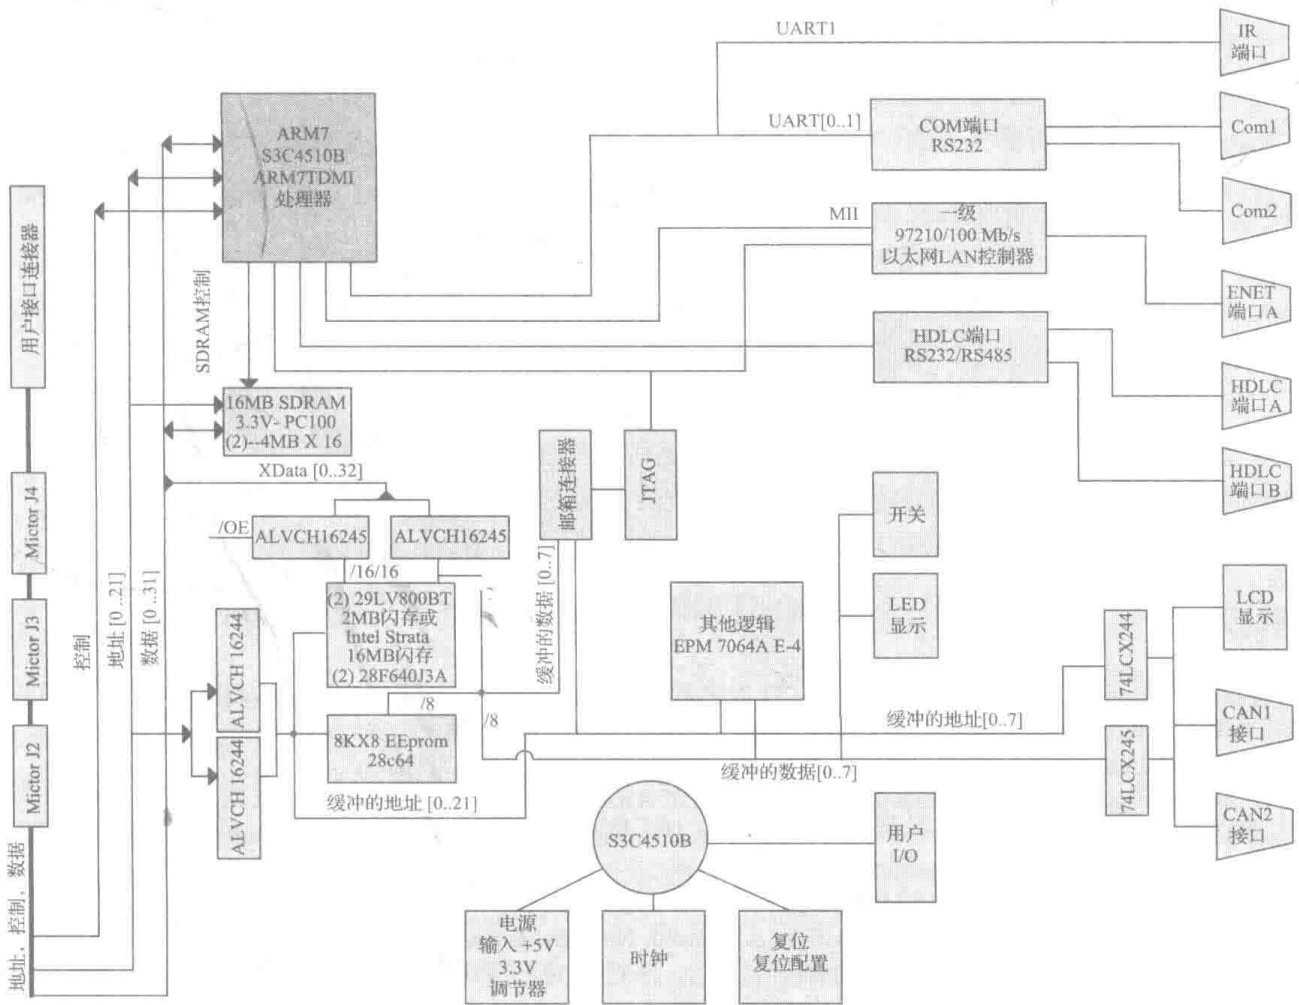 UART1
IR
端口
ARM7
S3C4510B
ARM7TDMI
处理器
UART[0..1]
COM端口
RS232
Com1
Com2
MII
一级
97210/100 Mb/s
以太网LAN控制器
ENET
端口A
HDLC端口
RS232/RS485
HDLC
端口A
HDLC
端口B
用户接口连接器
SDRAM控制
16MB SDRAM
3.3V- PC100
(2)--4MB X 16
XData [0..32]
/OE
ALVCH16245
ALVCH16245
/16/16
邮箱连接器
JTAG
开关
LED
显示
LCD
显示
Mictor J4
Mictor J3
Mictor J2
控制
地址 [0 ..21]
数据 [0 ..31]
ALVCH 16244
ALVCH 16244
(2) 29LV800BT
2MB闪存或
Intel Strata
16MB闪存
(2) 28F640J3A
/8
/8
8KX8 EEprom
28c64
缓冲的数据 [0..7]
其他逻辑
EPM 7064A E-4
74LCX244
74LCX245
缓冲的地址[0..7]
缓冲的数据[0..7]
缓冲的地址 [0..21]
CAN1
接口
CAN2
接口
S3C4510B
用户
I/O
电源
输入 +5V
3.3V
调节器
时钟
复位
复位配置
地址、控制、数据